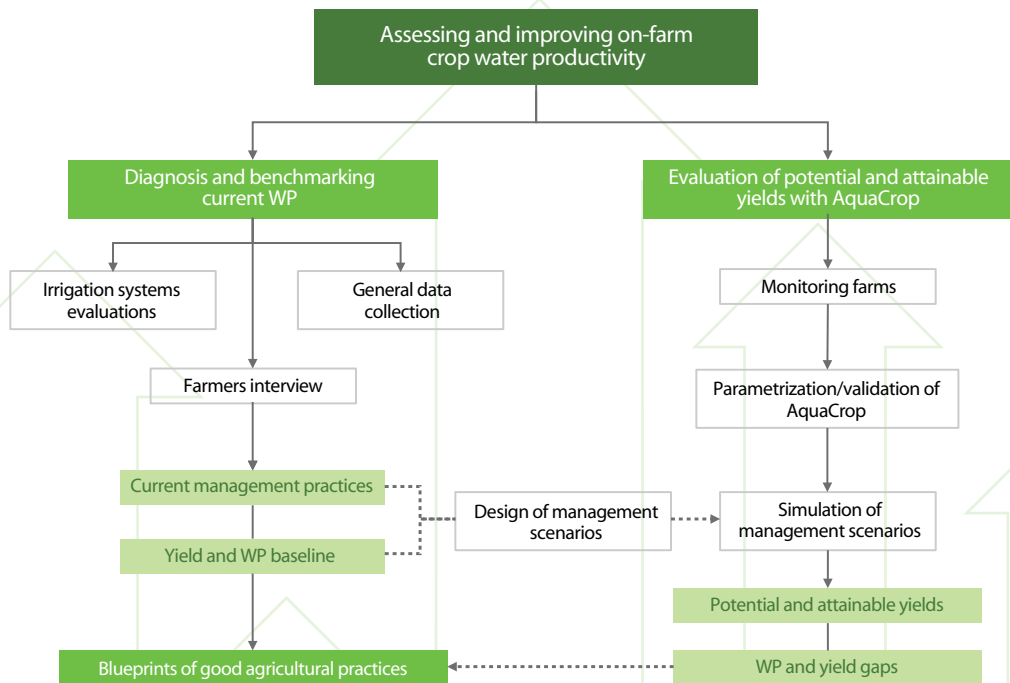 Assessing and improving on-farm
crop water productivity
Diagnosis and benchmarking
current WP
Evaluation of potential and attainable
yields with AquaCrop
Irrigation systems
evaluations
General data
collection
Monitoring farms
Farmers interview
Parametrization/validation of
AquaCrop
Current management practices
Design of management
scenarios
Simulation of
management scenarios
Yield and WP baseline
Potential and attainable yields
Blueprints of good agricultural practices
WP and yield gaps